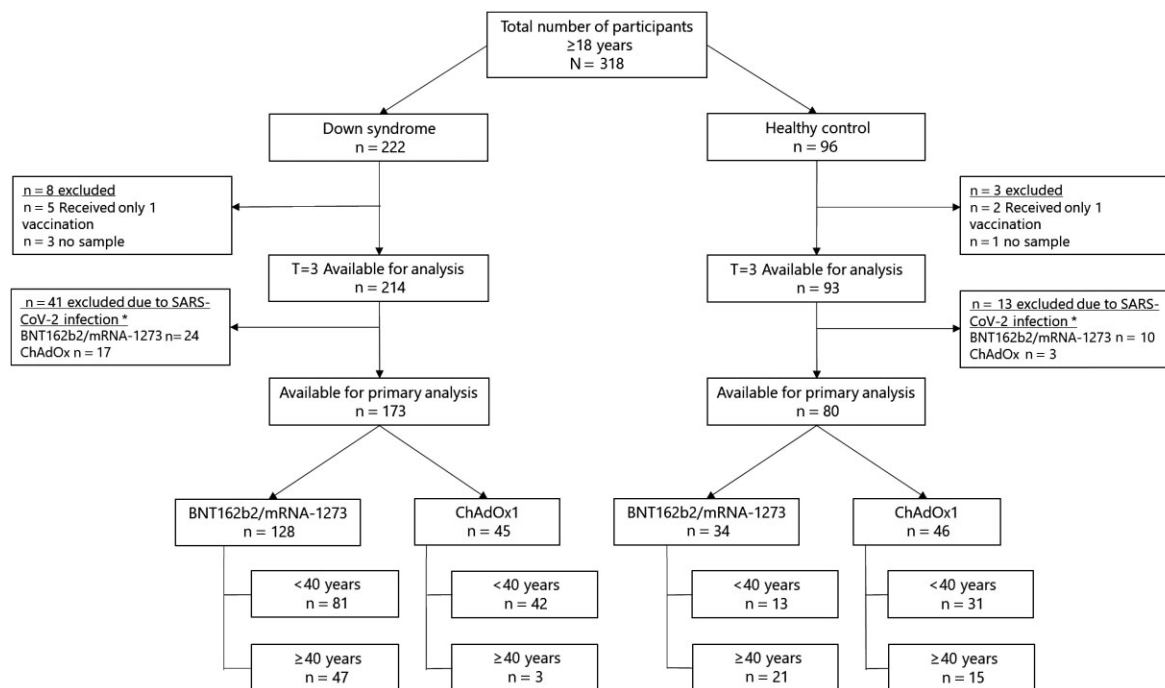 Total number of participants
≥18 years
N = 318
Down syndrome
n = 222
Healthy control
n = 96
n = 8 excluded
n = 5 Received only 1
vaccination
n = 3 no sample
n = 3 excluded
n = 2 Received only 1
vaccination
n = 1 no sample
T=3 Available for analysis
n = 214
T=3 Available for analysis
n = 93
n = 41 excluded due to SARS-
CoV-2 infection *
BNT162b2/mRNA-1273 n= 24
ChAdOx n = 17
n = 13 excluded due to SARS-
CoV-2 infection *
BNT162b2/mRNA-1273 n = 10
ChAdOx n = 3
Available for primary analysis
n = 173
Available for primary analysis
n = 80
BNT162b2/mRNA-1273
n = 128
ChAdOx1
n = 45
BNT162b2/mRNA-1273
n = 34
ChAdOx1
n = 46
<40 years
n = 81
<40 years
n = 42
<40 years
n = 13
<40 years
n = 31
≥40 years
n = 47
≥40 years
n = 3
≥40 years
n = 21
≥40 years
n = 15